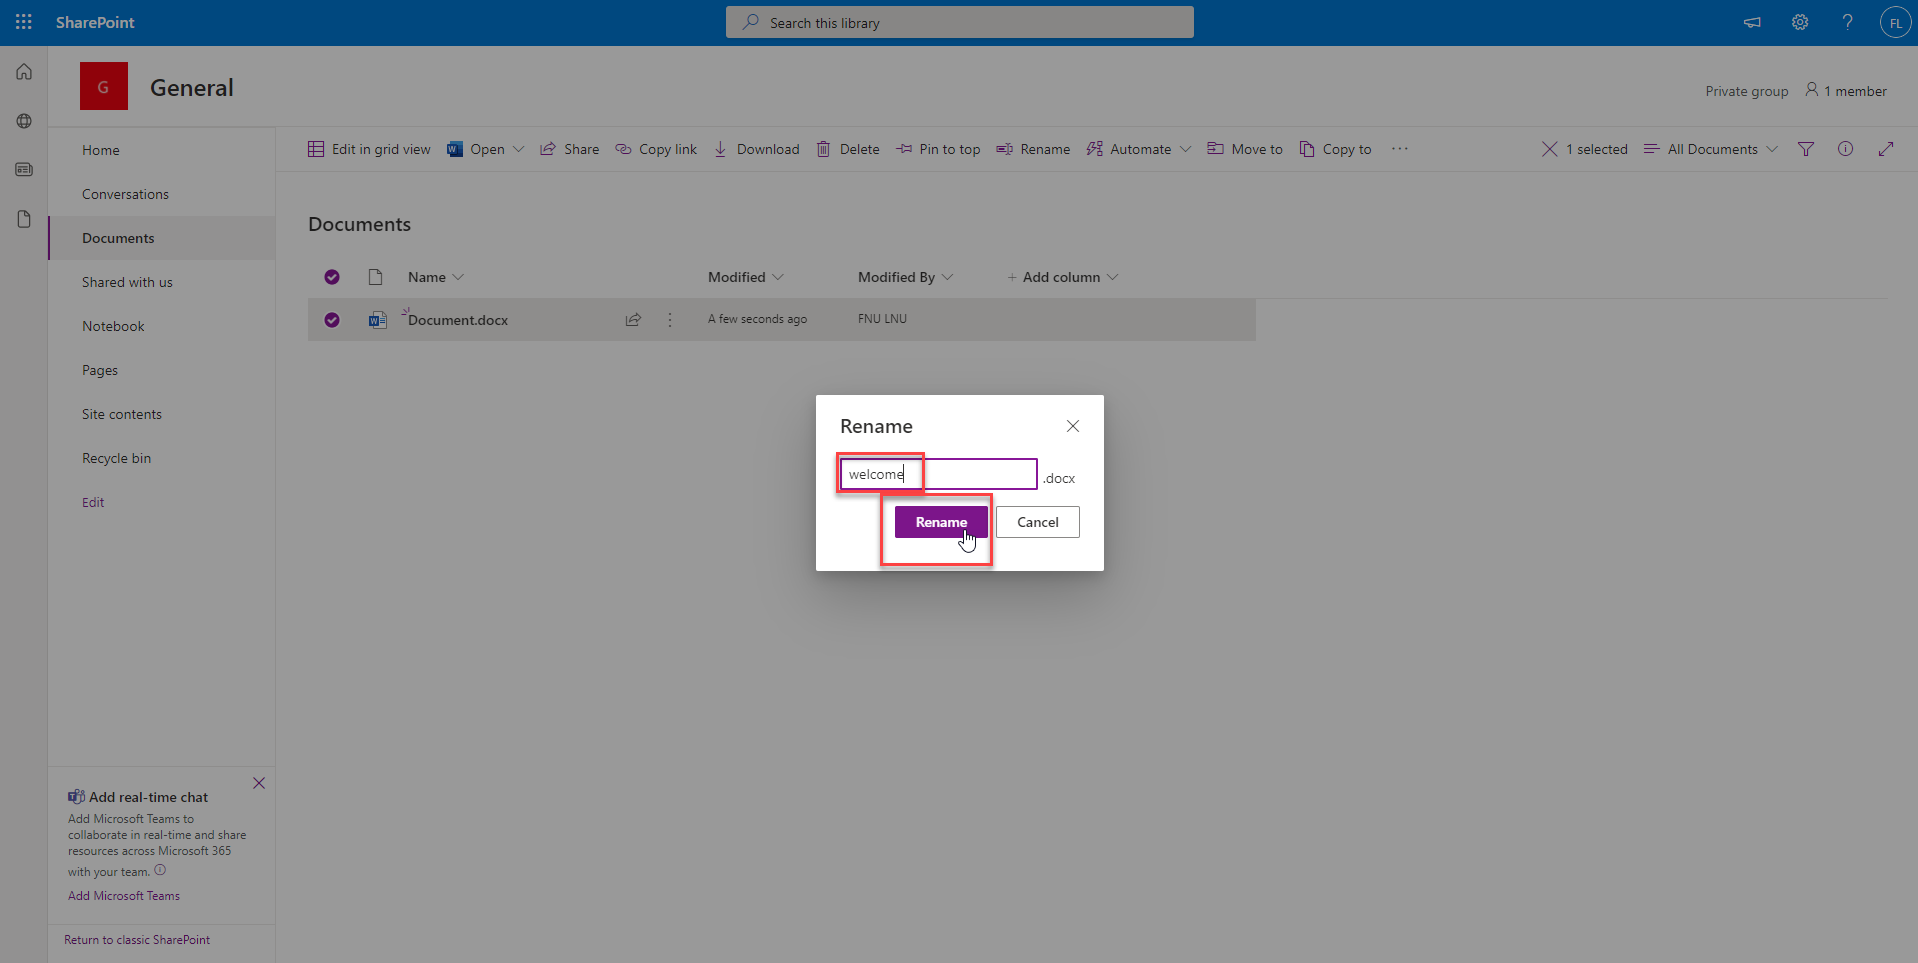 SharePoint
Search this library
FL
G
General
Private group
1 member
Home
Conversations
Documents
Shared with us
Notebook
Pages
Site contents
Recycle bin
Edit
Edit in grid view
Open
Share
Copy link
Download
Delete
Pin to top
Rename
Automate
Move to
Copy to
1 selected
All Documents
Documents
Name
Modified
Modified By
Add column
Document.docx
A few seconds ago
FNU LNU
Rename
welcome
.docx
Rename
Cancel
Add real-time chat
Add Microsoft Teams to
collaborate in real-time and share
resources across Microsoft 365
with your team.
Add Microsoft Teams
Return to classic SharePoint